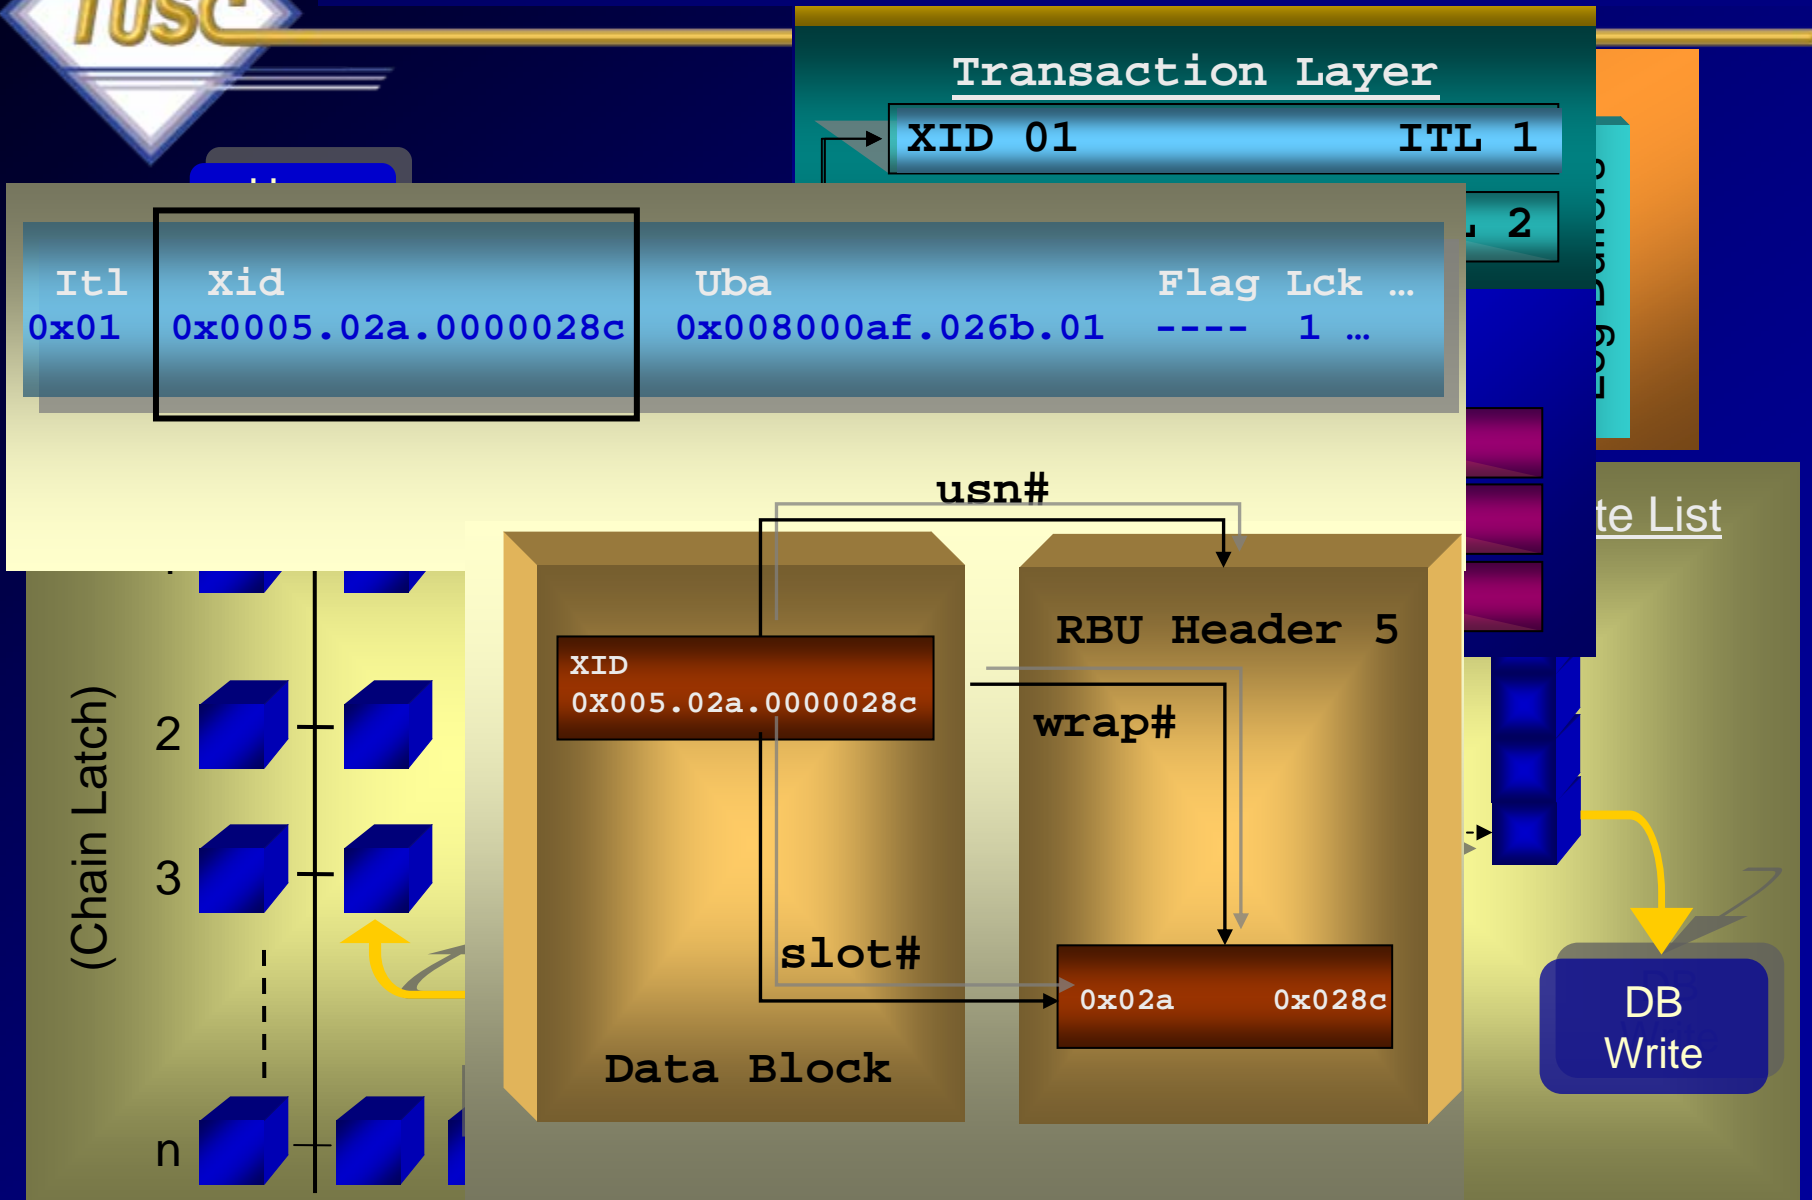 TUSC
Transaction Layer
XID 01 ITL 1
2
Itl Xid Uba Flag Lck …
0x01 0x0005.02a.0000028c 0x008000af.026b.01 ---- 1 …
usn#
te List
RBU Header 5
XID
0X005.02a.0000028c
wrap#
(Chain Latch)
2
3
slot#
0x02a 0x028c
Data Block
DB
Write
n